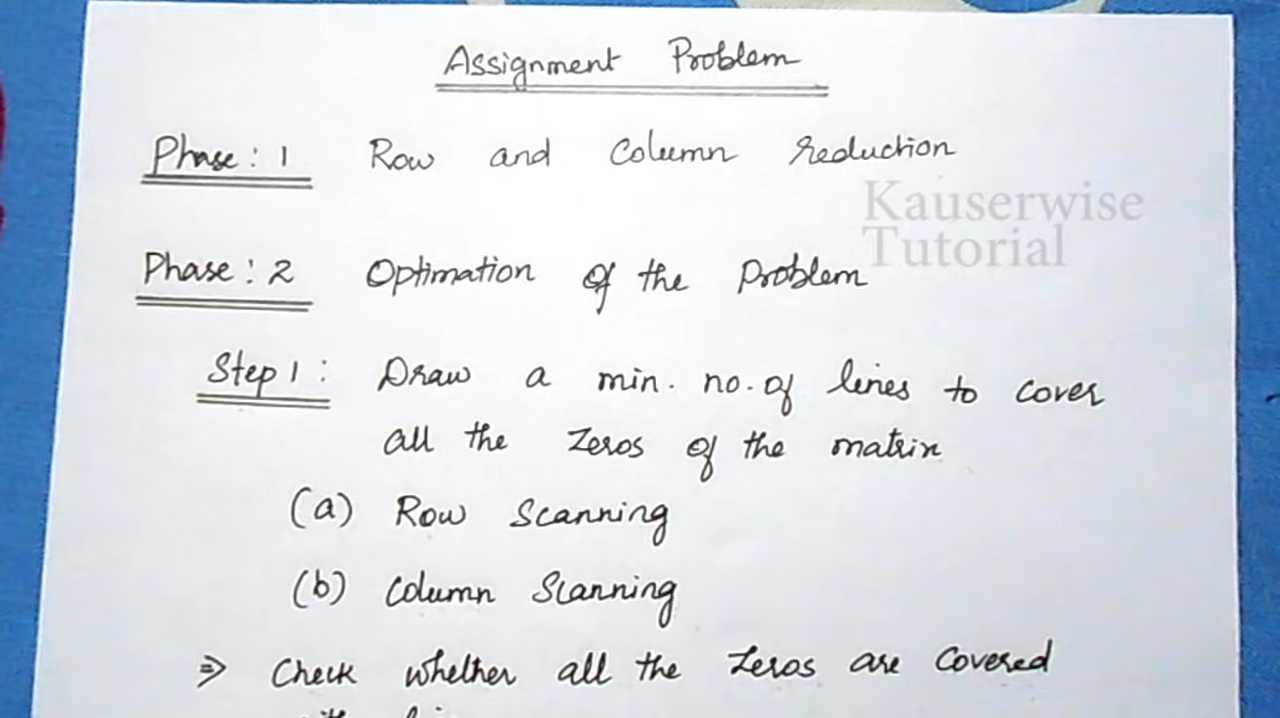 Assignment Problem
Phase: 1 Row and Column reduction
Kauserwise
Tutorial
Phase: 2 Optimation of the Problem
Step 1: Draw a min. no. of lines to cover
all the zeros of the matrix
(a) Row Scanning
(b) Column Scanning
⇒ Check whether all the zeros are covered